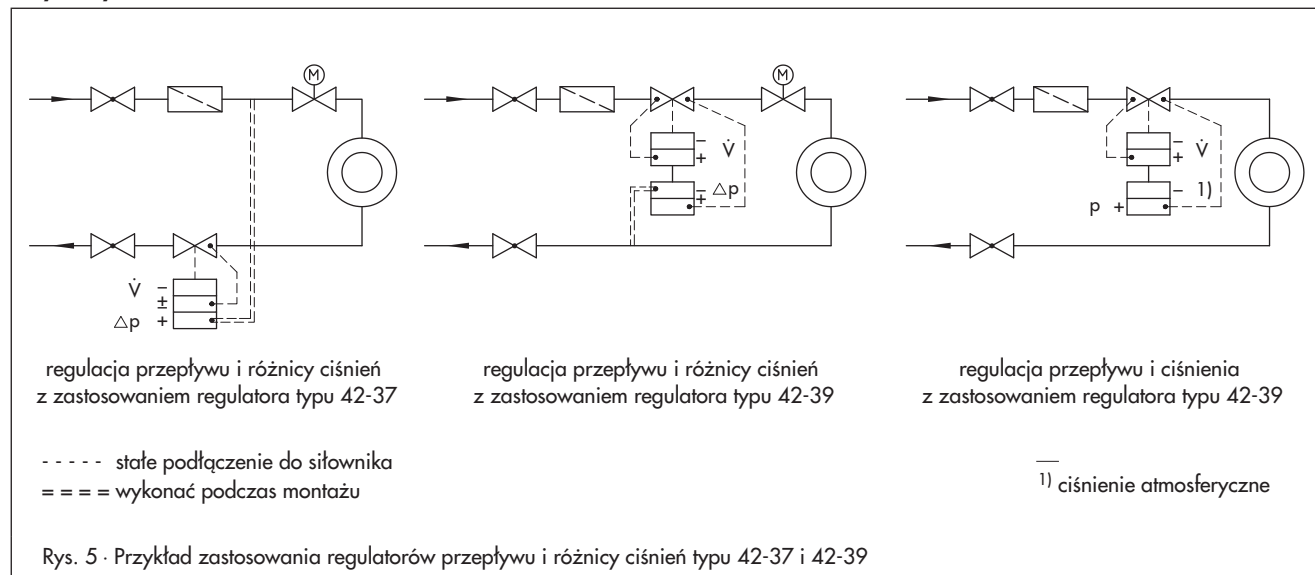 M
M
V̇ −
±
Δp +
−
+ V̇
−
+ Δp
−
+ V̇
− 1)
p +
regulacja przepływu i różnicy ciśnień
z zastosowaniem regulatora typu 42-37
regulacja przepływu i różnicy ciśnień
z zastosowaniem regulatora typu 42-39
regulacja przepływu i ciśnienia
z zastosowaniem regulatora typu 42-39
- - - - - stałe podłączenie do siłownika
= = = = wykonać podczas montażu
1) ciśnienie atmosferyczne
Rys. 5 · Przykład zastosowania regulatorów przepływu i różnicy ciśnień typu 42-37 i 42-39